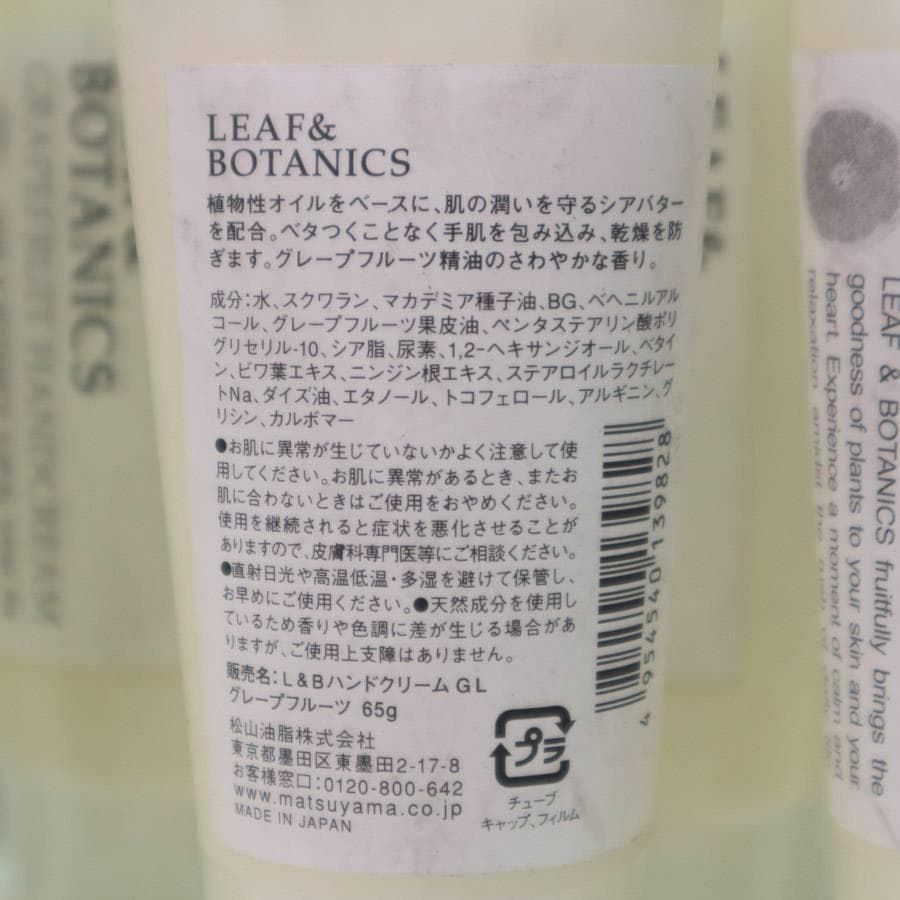 LEAF&
BOTANICS
植物性オイルをベースに、肌の潤いを守るシアバター
を配合。ベタつくことなく手肌を包み込み、乾燥を防
ぎます。グレープフルーツ精油のさわやかな香り。
成分：水、スクワラン、マカデミア種子油、BG、ベヘニルアル
コール、グレープフルーツ果皮油、ペンタステアリン酸ポリ
グリセリル-10、シア脂、尿素、1,2-ヘキサンジオール、ベタイ
ン、ビワ葉エキス、ニンジン根エキス、ステアロイルラクチレー
トNa、ダイズ油、エタノール、トコフェロール、アルギニン、グ
リシン、カルボマー
●お肌に異常が生じていないかよく注意して使
用してください。お肌に異常があるとき、またお
肌に合わないときはご使用をおやめください。
使用を継続されると症状を悪化させることが
ありますので、皮膚科専門医等にご相談ください。
●直射日光や高温低温・多湿を避けて保管し、
お早めにご使用ください。●天然成分を使用し
ているため香りや色調に差が生じる場合があ
りますが、ご使用上支障はありません。
販売名：L&BハンドクリームGL
グレープフルーツ 65g
松山油脂株式会社
東京都墨田区東墨田2-17-8
お客様窓口：0120-800-642
www.matsuyama.co.jp
MADE IN JAPAN
プラ
チューブ
キャップ、フィルム
4954540139828
BOTANICS
GRAPEFRUIT HAND CREAM
LEAF & BOTANICS fruitfully brings the
goodness of plants to your skin and your
heart. Experience a moment of calm and
relaxation amidst the